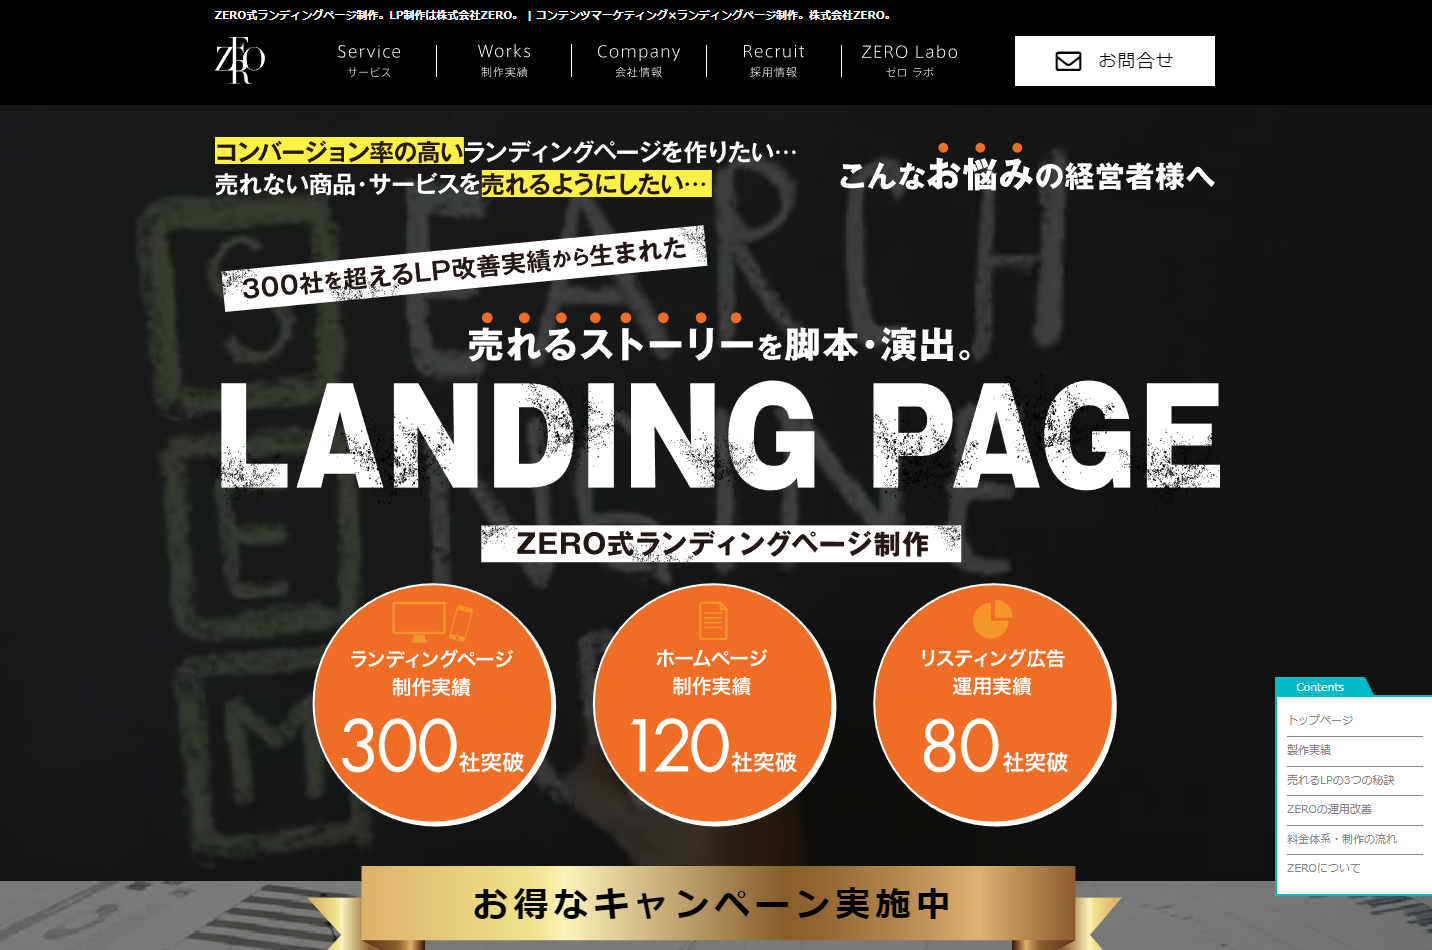 ZERO式ランディングページ制作。LP制作は株式会社ZERO。 | コンテンツマーケティング×ランディングページ制作。株式会社ZERO。
ZERO
Service
サービス
Works
制作実績
Company
会社情報
Recruit
採用情報
ZERO Labo
ゼロ ラボ
お問合せ
コンバージョン率の高いランディングページを作りたい…
売れない商品・サービスを売れるようにしたい…
こんなお悩みの経営者様へ
300社を超えるLP改善実績から生まれた
売れるストーリーを脚本・演出。
LANDING PAGE
ZERO式ランディングページ制作
ランディングページ
制作実績
300社突破
ホームページ
制作実績
120社突破
リスティング広告
運用実績
80社突破
SEARCH
ENGINE
M
Contents
トップページ
製作実績
売れるLPの3つの秘訣
ZEROの運用改善
料金体系・制作の流れ
ZEROについて
お得なキャンペーン実施中